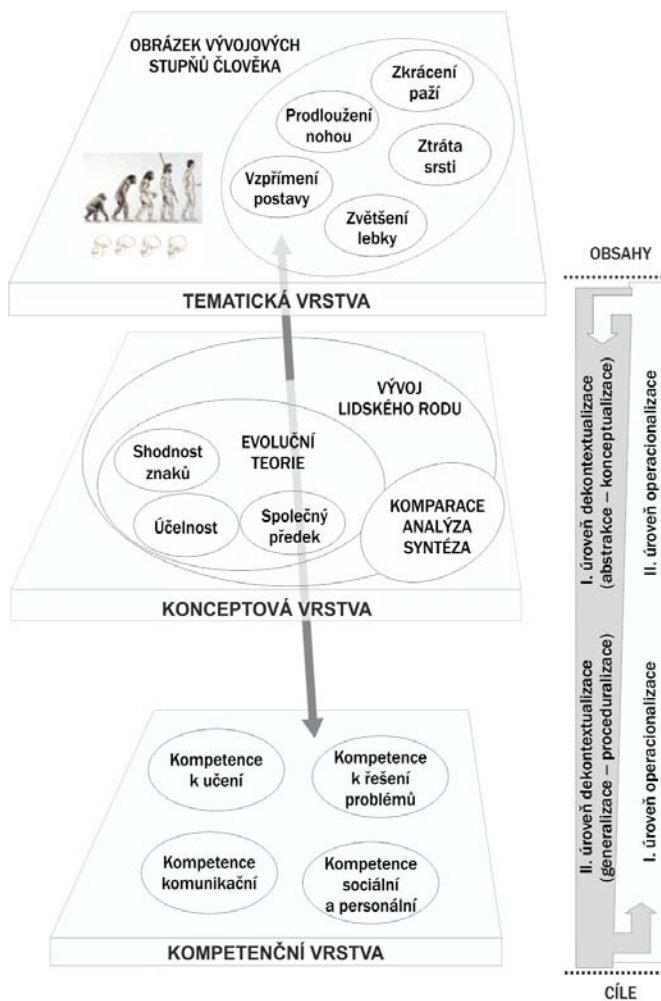 OBRÁZEK VÝVOJOVÝCH
STUPŇŮ ČLOVĚKA
Zkrácení
paží
Prodloužení
nohou
Ztráta
srsti
Vzpřímení
postavy
Zvětšení
lebky
TEMATICKÁ VRSTVA
VÝVOJ
LIDSKÉHO RODU
EVOLUČNÍ
TEORIE
Shodnost
znaků
Účelnost
Společný
předek
KOMPARACE
ANALÝZA
SYNTÉZA
KONCEPTOVÁ VRSTVA
Kompetence
k učení
Kompetence
k řešení
problémů
Kompetence
komunikační
Kompetence
sociální
a personální
KOMPETENČNÍ VRSTVA
OBSAHY
I. úroveň dekontextualizace
(abstrakce – konceptualizace)
II. úroveň operacionalizace
II. úroveň dekontextualizace
(generalizace – proceduralizace)
I. úroveň operacionalizace
CÍLE